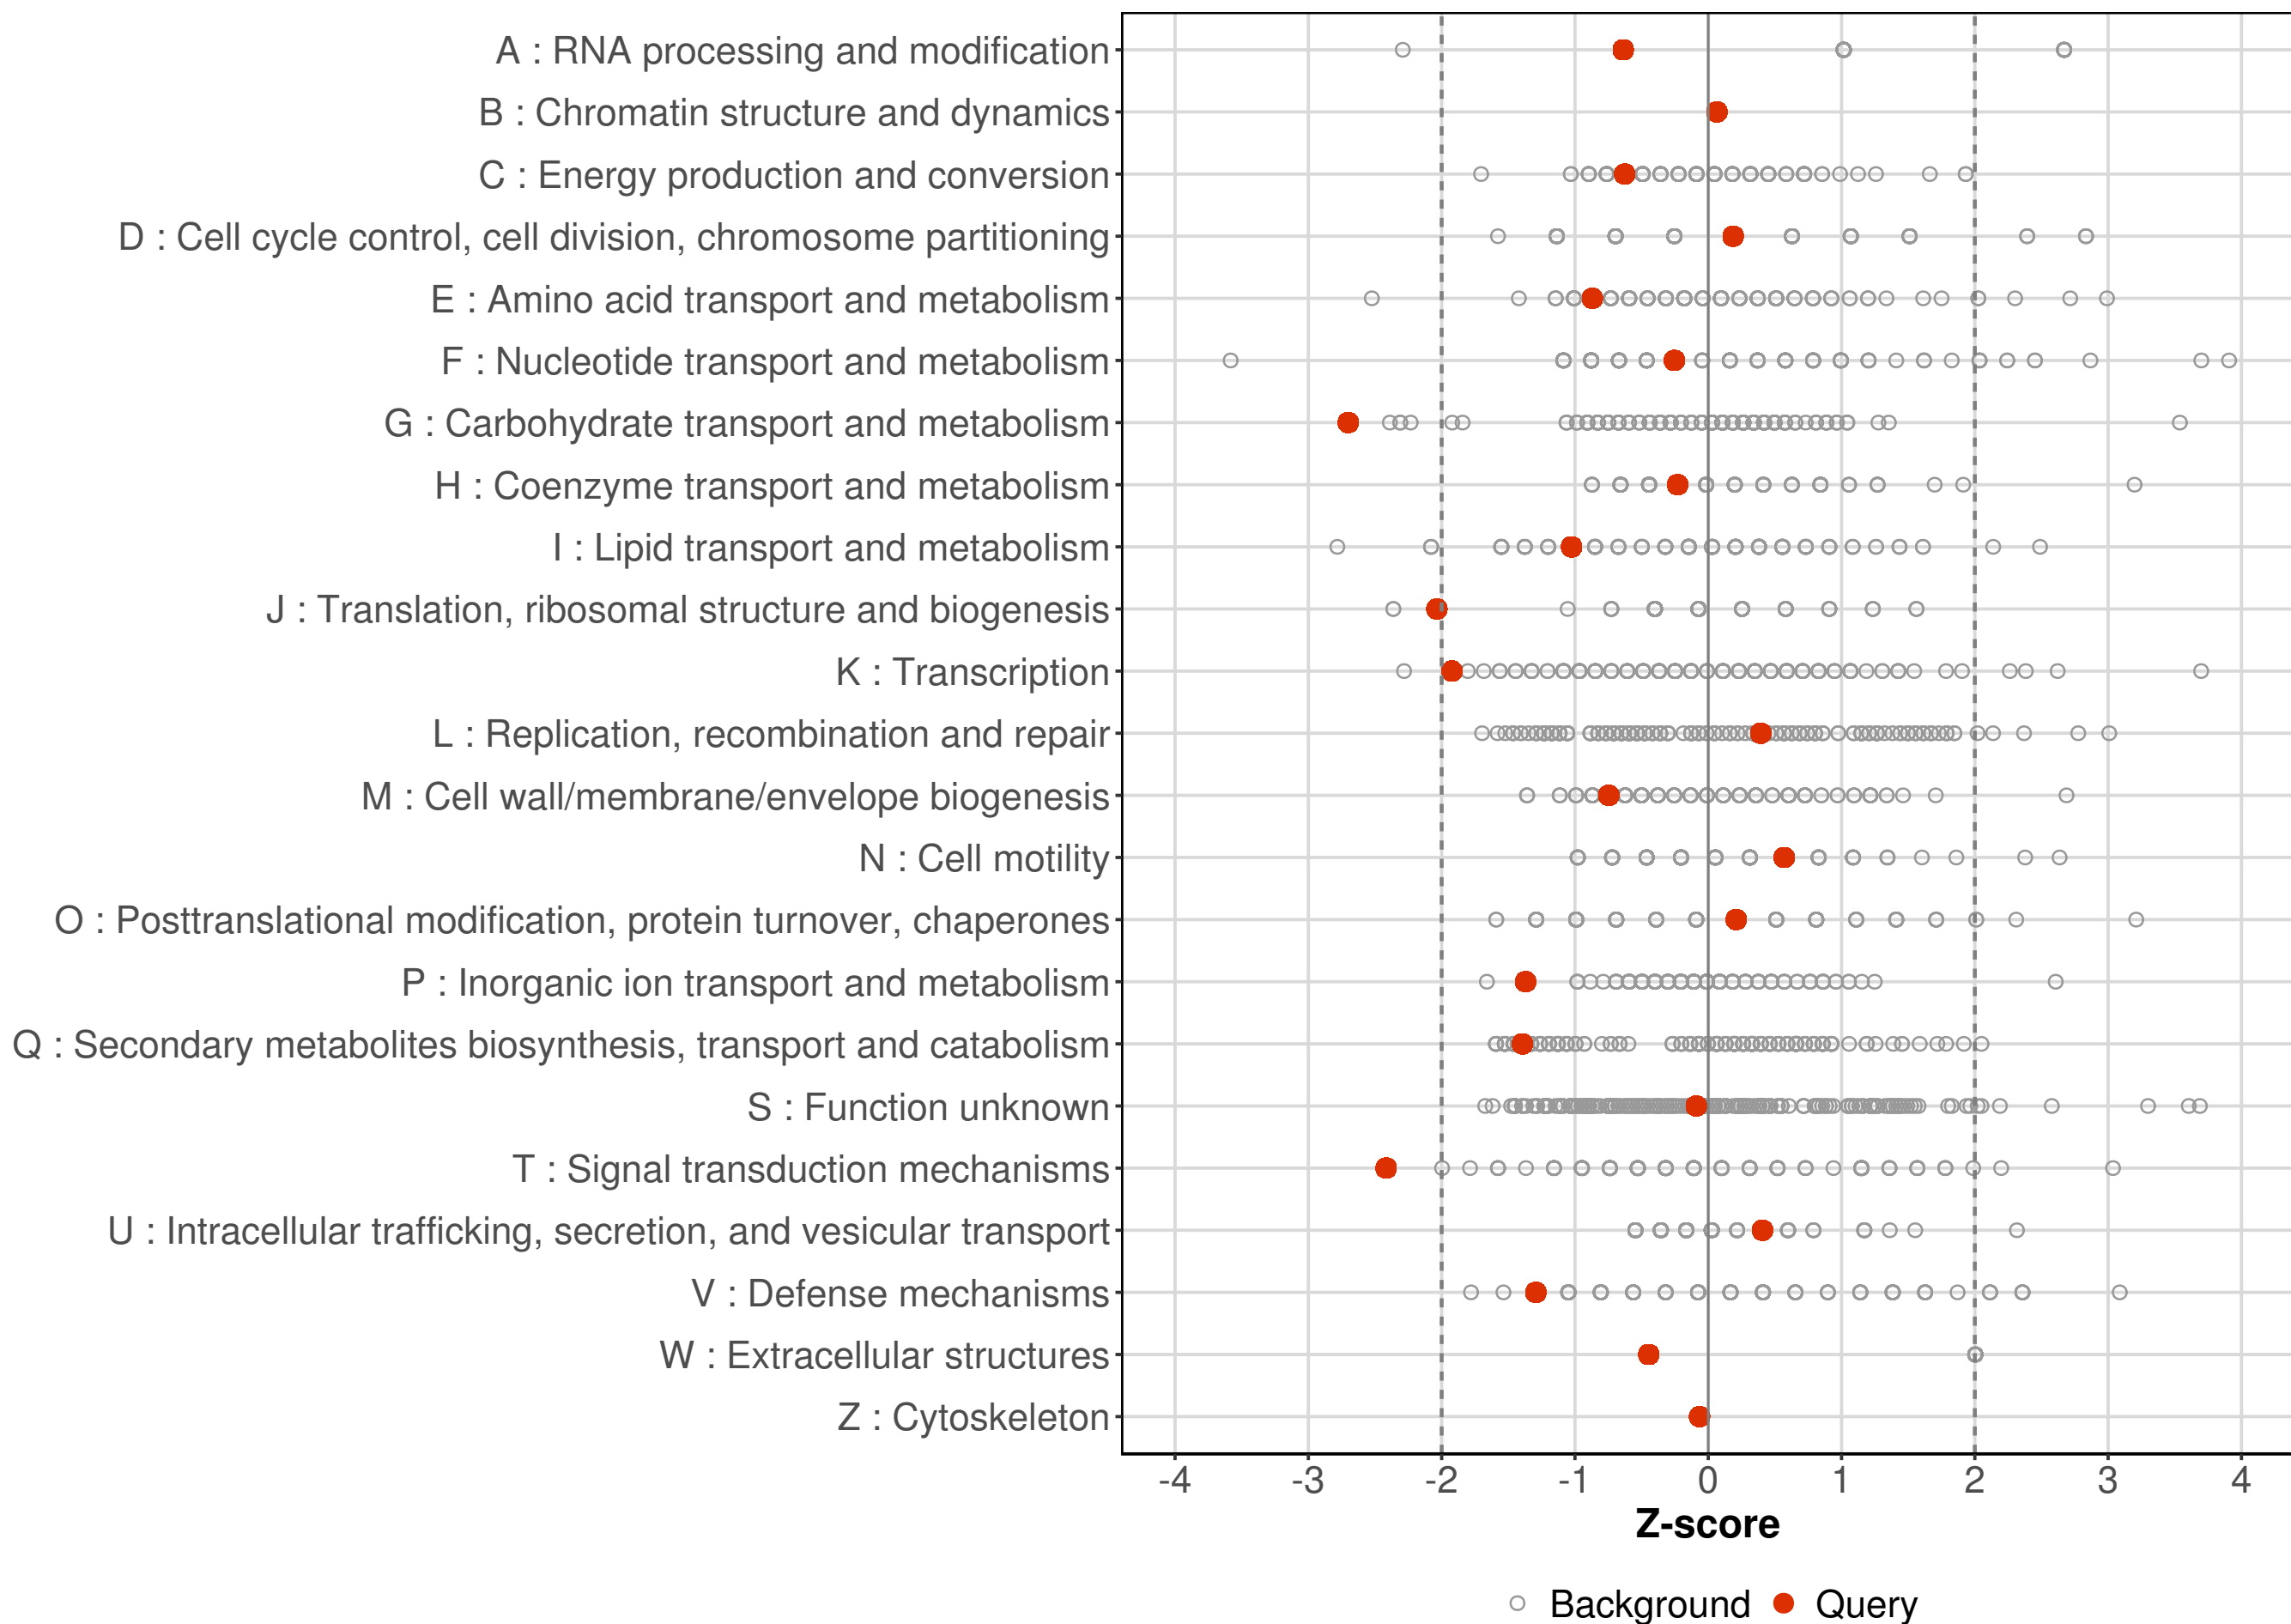 A : RNA processing and modification
B : Chromatin structure and dynamics
C : Energy production and conversion
D : Cell cycle control, cell division, chromosome partitioning
E : Amino acid transport and metabolism
F : Nucleotide transport and metabolism
G : Carbohydrate transport and metabolism
H : Coenzyme transport and metabolism
I : Lipid transport and metabolism
J : Translation, ribosomal structure and biogenesis
K : Transcription
L : Replication, recombination and repair
M : Cell wall/membrane/envelope biogenesis
N : Cell motility
O : Posttranslational modification, protein turnover, chaperones
P : Inorganic ion transport and metabolism
Q : Secondary metabolites biosynthesis, transport and catabolism
S : Function unknown
T : Signal transduction mechanisms
U : Intracellular trafficking, secretion, and vesicular transport
V : Defense mechanisms
W : Extracellular structures
Z : Cytoskeleton
-4 -3 -2 -1 0 1 2 3 4
Z-score
Background Query